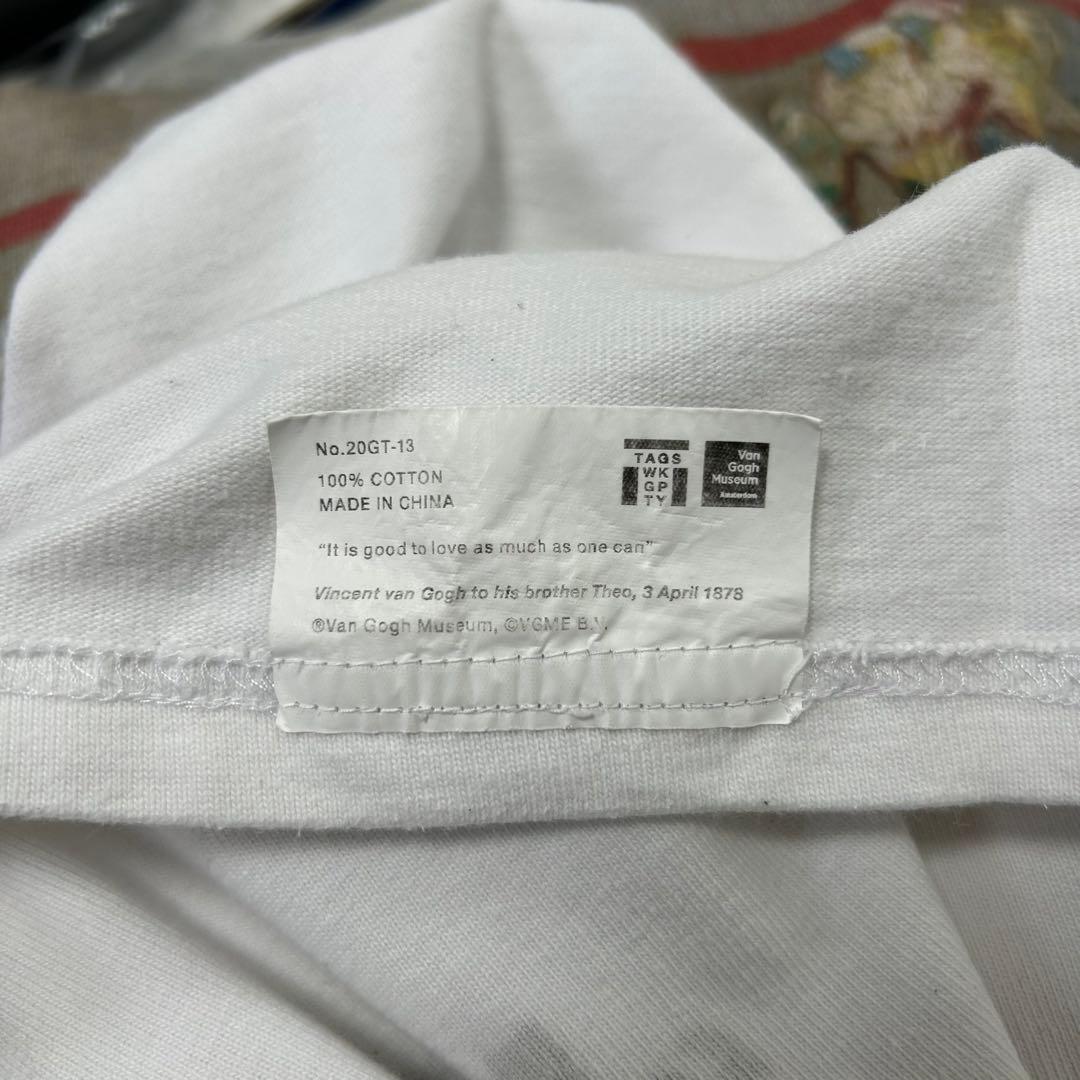 No.20GT-13
100% COTTON
MADE IN CHINA
TAGS
WK
GP
TY
Van
Gogh
Museum
Amsterdam
“It is good to love as much as one can”
Vincent van Gogh to his brother Theo, 3 April 1878
®Van Gogh Museum, ©VGME B.V.